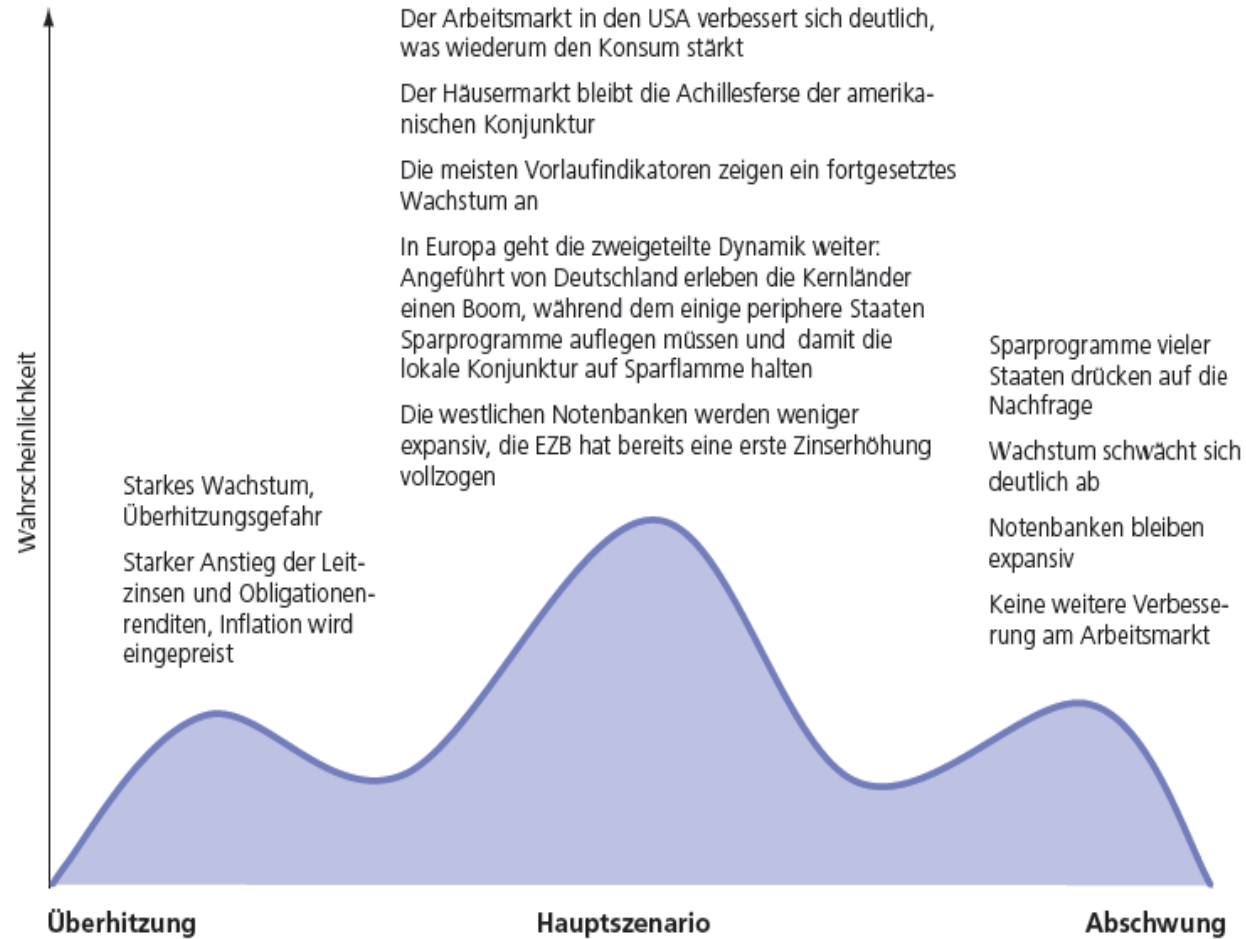 Der Arbeitsmarkt in den USA verbessert sich deutlich,
was wiederum den Konsum stärkt
Der Häusermarkt bleibt die Achillesferse der amerika-
nischen Konjunktur
Die meisten Vorlaufindikatoren zeigen ein fortgesetztes
Wachstum an
In Europa geht die zweigeteilte Dynamik weiter:
Angeführt von Deutschland erleben die Kernländer
einen Boom, während dem einige periphere Staaten
Sparprogramme auflegen müssen und damit die
lokale Konjunktur auf Sparflamme halten
Die westlichen Notenbanken werden weniger
expansiv, die EZB hat bereits eine erste Zinserhöhung
vollzogen
Wahrscheinlichkeit
Starkes Wachstum,
Überhitzungsgefahr
Starker Anstieg der Leit-
zinsen und Obligationen-
renditen, Inflation wird
eingepreist
Sparprogramme vieler
Staaten drücken auf die
Nachfrage
Wachstum schwächt sich
deutlich ab
Notenbanken bleiben
expansiv
Keine weitere Verbesse-
rung am Arbeitsmarkt
Überhitzung
Hauptszenario
Abschwung